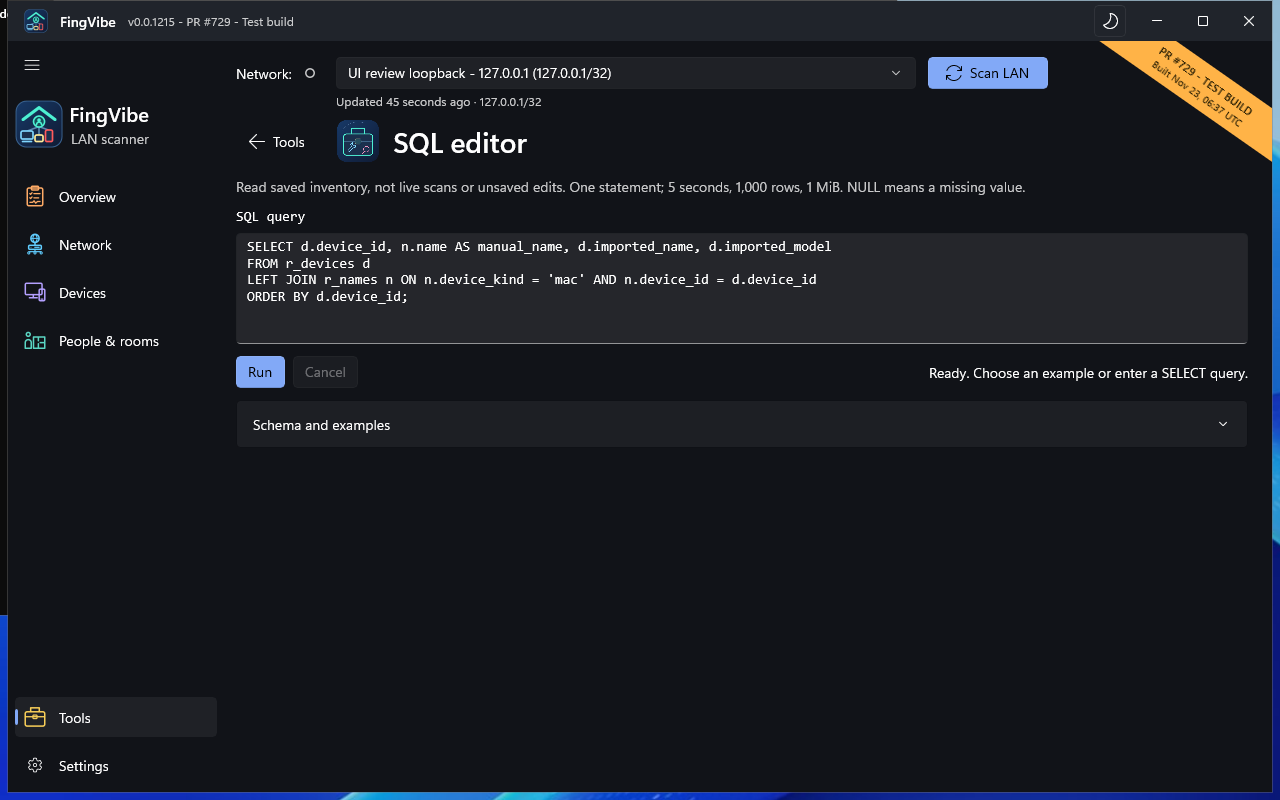 FingVibe v0.0.1215 - PR #729 - Test build
PR #729 - TEST BUILD
Built Nov 23, 06:37 UTC
FingVibe
LAN scanner
Overview
Network
Devices
People & rooms
Tools
Settings
Network:
UI review loopback - 127.0.0.1 (127.0.0.1/32)
Scan LAN
Updated 45 seconds ago · 127.0.0.1/32
Tools
SQL editor
Read saved inventory, not live scans or unsaved edits. One statement; 5 seconds, 1,000 rows, 1 MiB. NULL means a missing value.
SQL query
SELECT d.device_id, n.name AS manual_name, d.imported_name, d.imported_model
FROM r_devices d
LEFT JOIN r_names n ON n.device_kind = 'mac' AND n.device_id = d.device_id
ORDER BY d.device_id;
Run
Cancel
Ready. Choose an example or enter a SELECT query.
Schema and examples